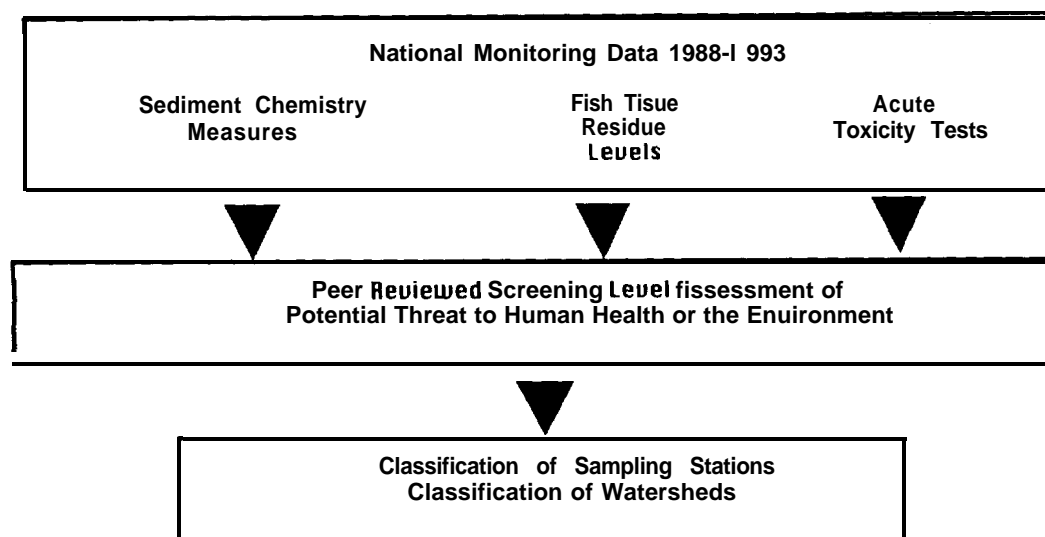 National Monitoring Data 1988-I 993
Sediment Chemistry
Measures
Fish Tisue
Residue
Leuels
Acute
Toxicity Tests
Peer Reuiewed Screening Leuel fissessment of
Potential Threat to Human Health or the Enuironment
Classification of Sampling Stations
Classification of Watersheds